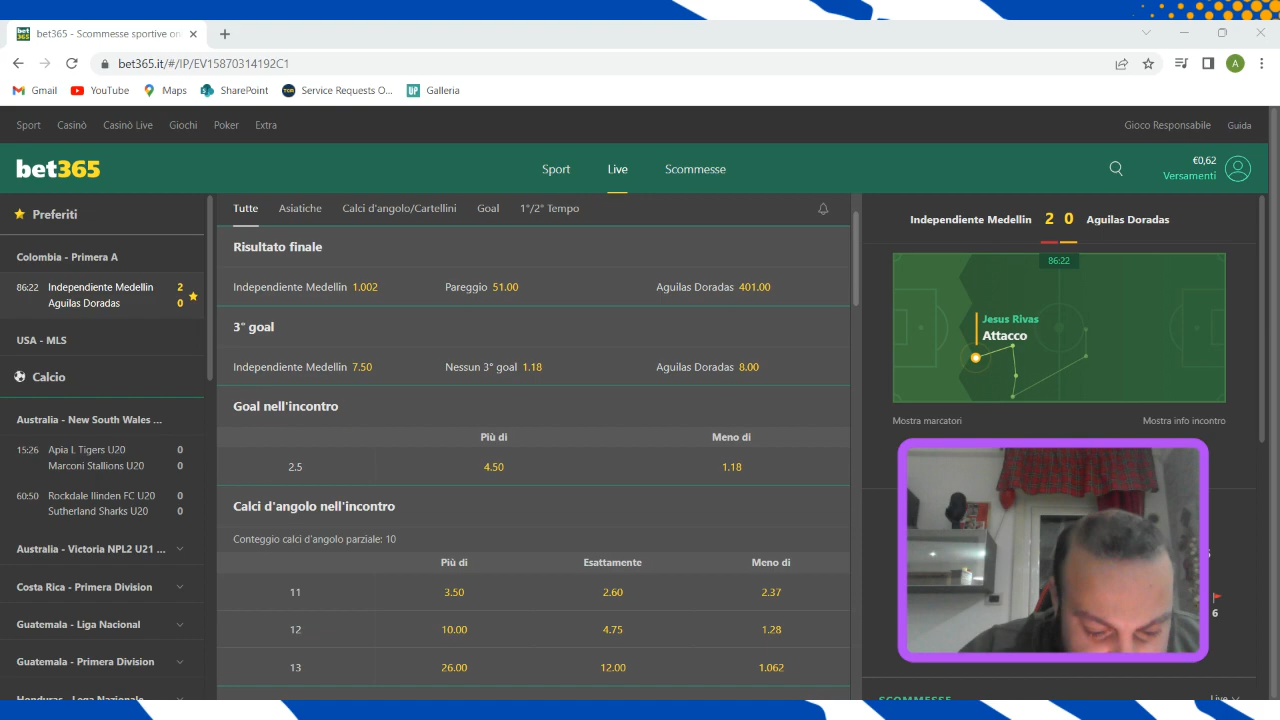 bet365 - Scommesse sportive on
bet365.it/#/IP/EV15870314192C1
A
Gmail
YouTube
Maps
SharePoint
Service Requests O...
Galleria
Sport
Casinò
Casinò Live
Giochi
Poker
Extra
Gioco Responsabile
Guida
bet365
Sport
Live
Scommesse
€0,62
Versamenti
Preferiti
Colombia - Primera A
86:22 Independiente Medellin 2
Aguilas Doradas 0
USA - MLS
Calcio
Australia - New South Wales ...
15:26 Apia L Tigers U20 0
Marconi Stallions U20 0
60:50 Rockdale Ilinden FC U20 0
Sutherland Sharks U20 0
Australia - Victoria NPL2 U21 ...
Costa Rica - Primera Division
Guatemala - Liga Nacional
Guatemala - Primera Division
Honduras - Lega Nazionale
Tutte
Asiatiche
Calci d'angolo/Cartellini
Goal
1°/2° Tempo
Risultato finale
Independiente Medellin 1.002
Pareggio 51.00
Aguilas Doradas 401.00
3° goal
Independiente Medellin 7.50
Nessun 3° goal 1.18
Aguilas Doradas 8.00
Goal nell'incontro
Più di
Meno di
2.5 4.50 1.18
Calci d'angolo nell'incontro
Conteggio calci d'angolo parziale: 10
Più di
Esattamente
Meno di
11 3.50 2.60 2.37
12 10.00 4.75 1.28
13 26.00 12.00 1.062
Independiente Medellin 2 0 Aguilas Doradas
86:22
Jesus Rivas
Attacco
Mostra marcatori
Mostra info incontro
6
SCOMMESSE
Live